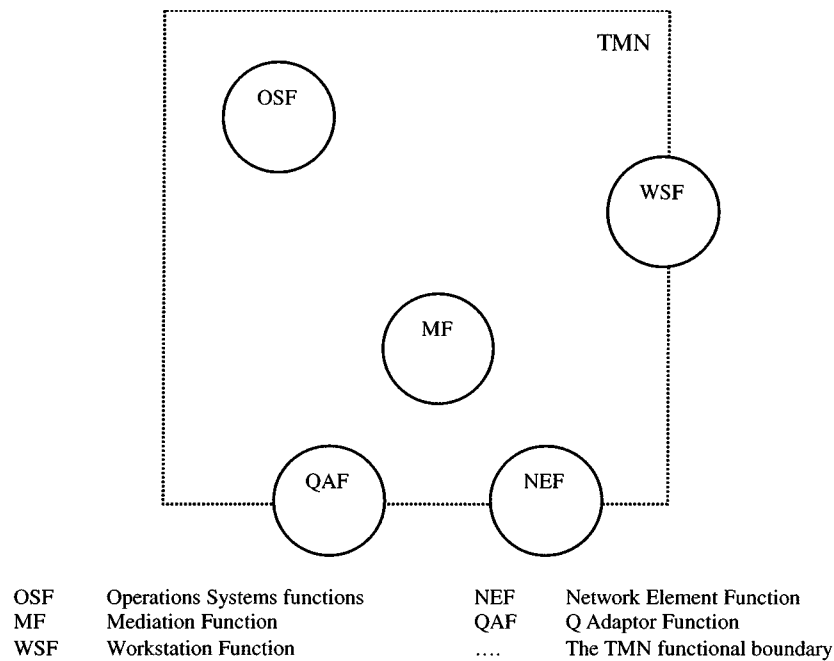 TMN
OSF
WSF
MF
QAF
NEF
OSF Operations Systems functions NEF Network Element Function
MF Mediation Function QAF Q Adaptor Function
WSF Workstation Function .... The TMN functional boundary